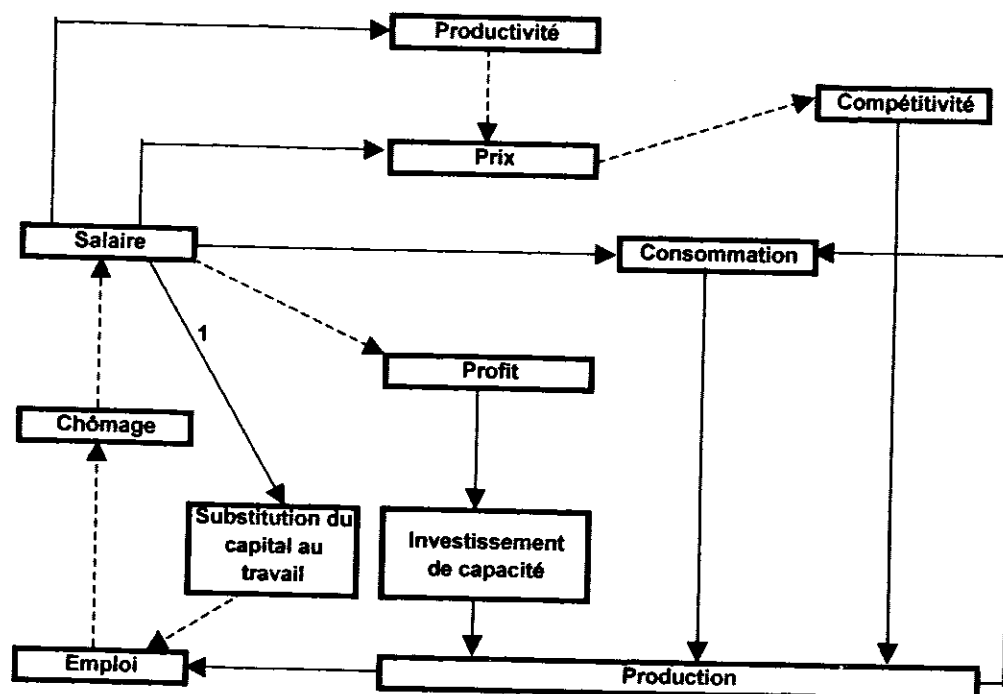 Productivité
Compétitivité
Prix
Salaire
Consommation
1
Profit
Chômage
Substitution du
capital au
travail
Investissement
de capacité
Emploi
Production